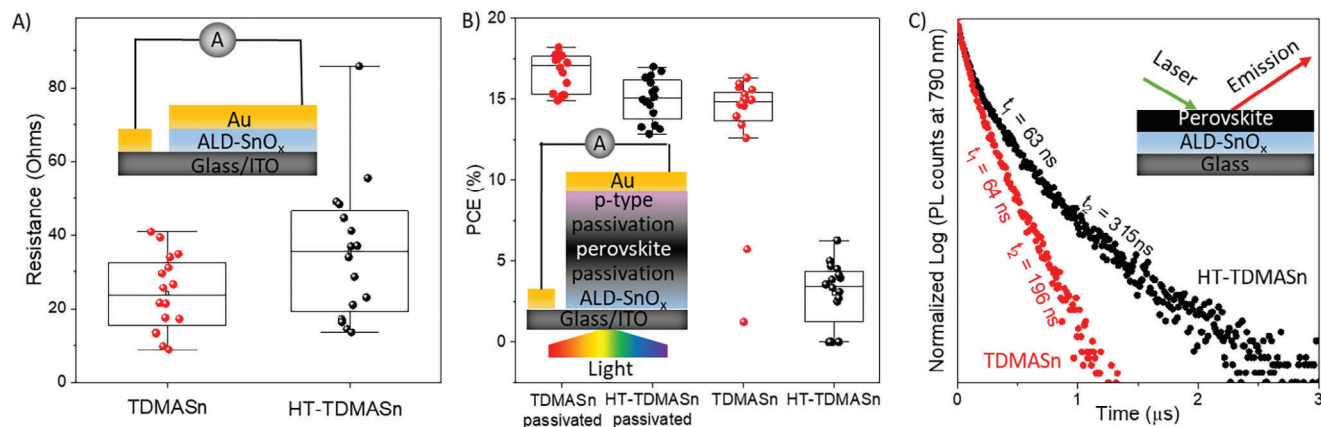 A)
A
Au
ALD-SnOx
Glass/ITO
Resistance (Ohms)
80
60
40
20
0
TDMASn
HT-TDMASn
B)
PCE (%)
20
15
10
5
0
A
Au
p-type
passivation
perovskite
passivation
ALD-SnOx
Glass/ITO
Light
TDMASn
passivated
HT-TDMASn
passivated
TDMASn
HT-TDMASn
C)
Normalized Log (PL counts at 790 nm)
Laser
Emission
Perovskite
ALD-SnOx
Glass
t1 = 63 ns
t1 = 64 ns
t2 = 315ns
t2 = 196 ns
HT-TDMASn
TDMASn
0
1
2
3
Time (µs)